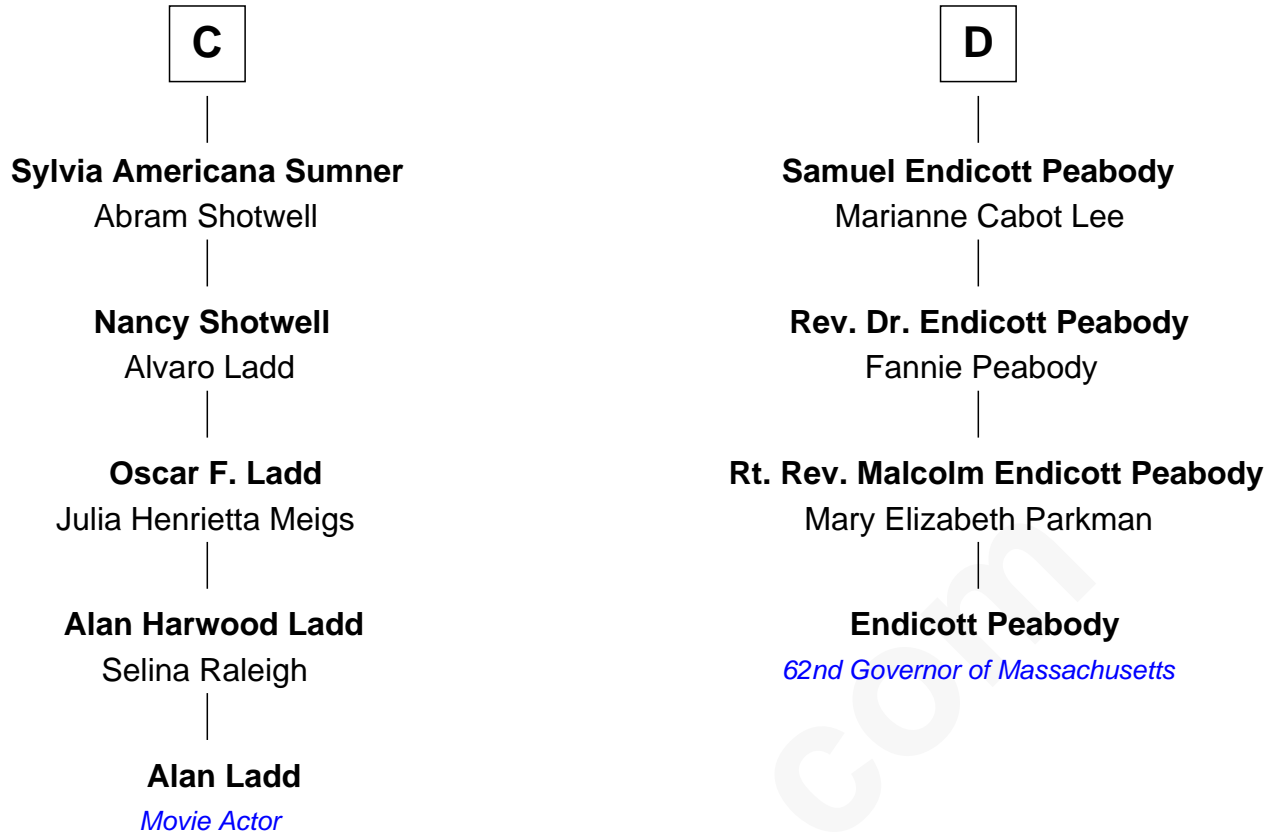 C
Sylvia Americana Sumner
Abram Shotwell
Nancy Shotwell
Alvaro Ladd
Oscar F. Ladd
Julia Henrietta Meigs
Alan Harwood Ladd
Selina Raleigh
Alan Ladd
Movie Actor
D
Samuel Endicott Peabody
Marianne Cabot Lee
Rev. Dr. Endicott Peabody
Fannie Peabody
Rt. Rev. Malcolm Endicott Peabody
Mary Elizabeth Parkman
Endicott Peabody
62nd Governor of Massachusetts
com